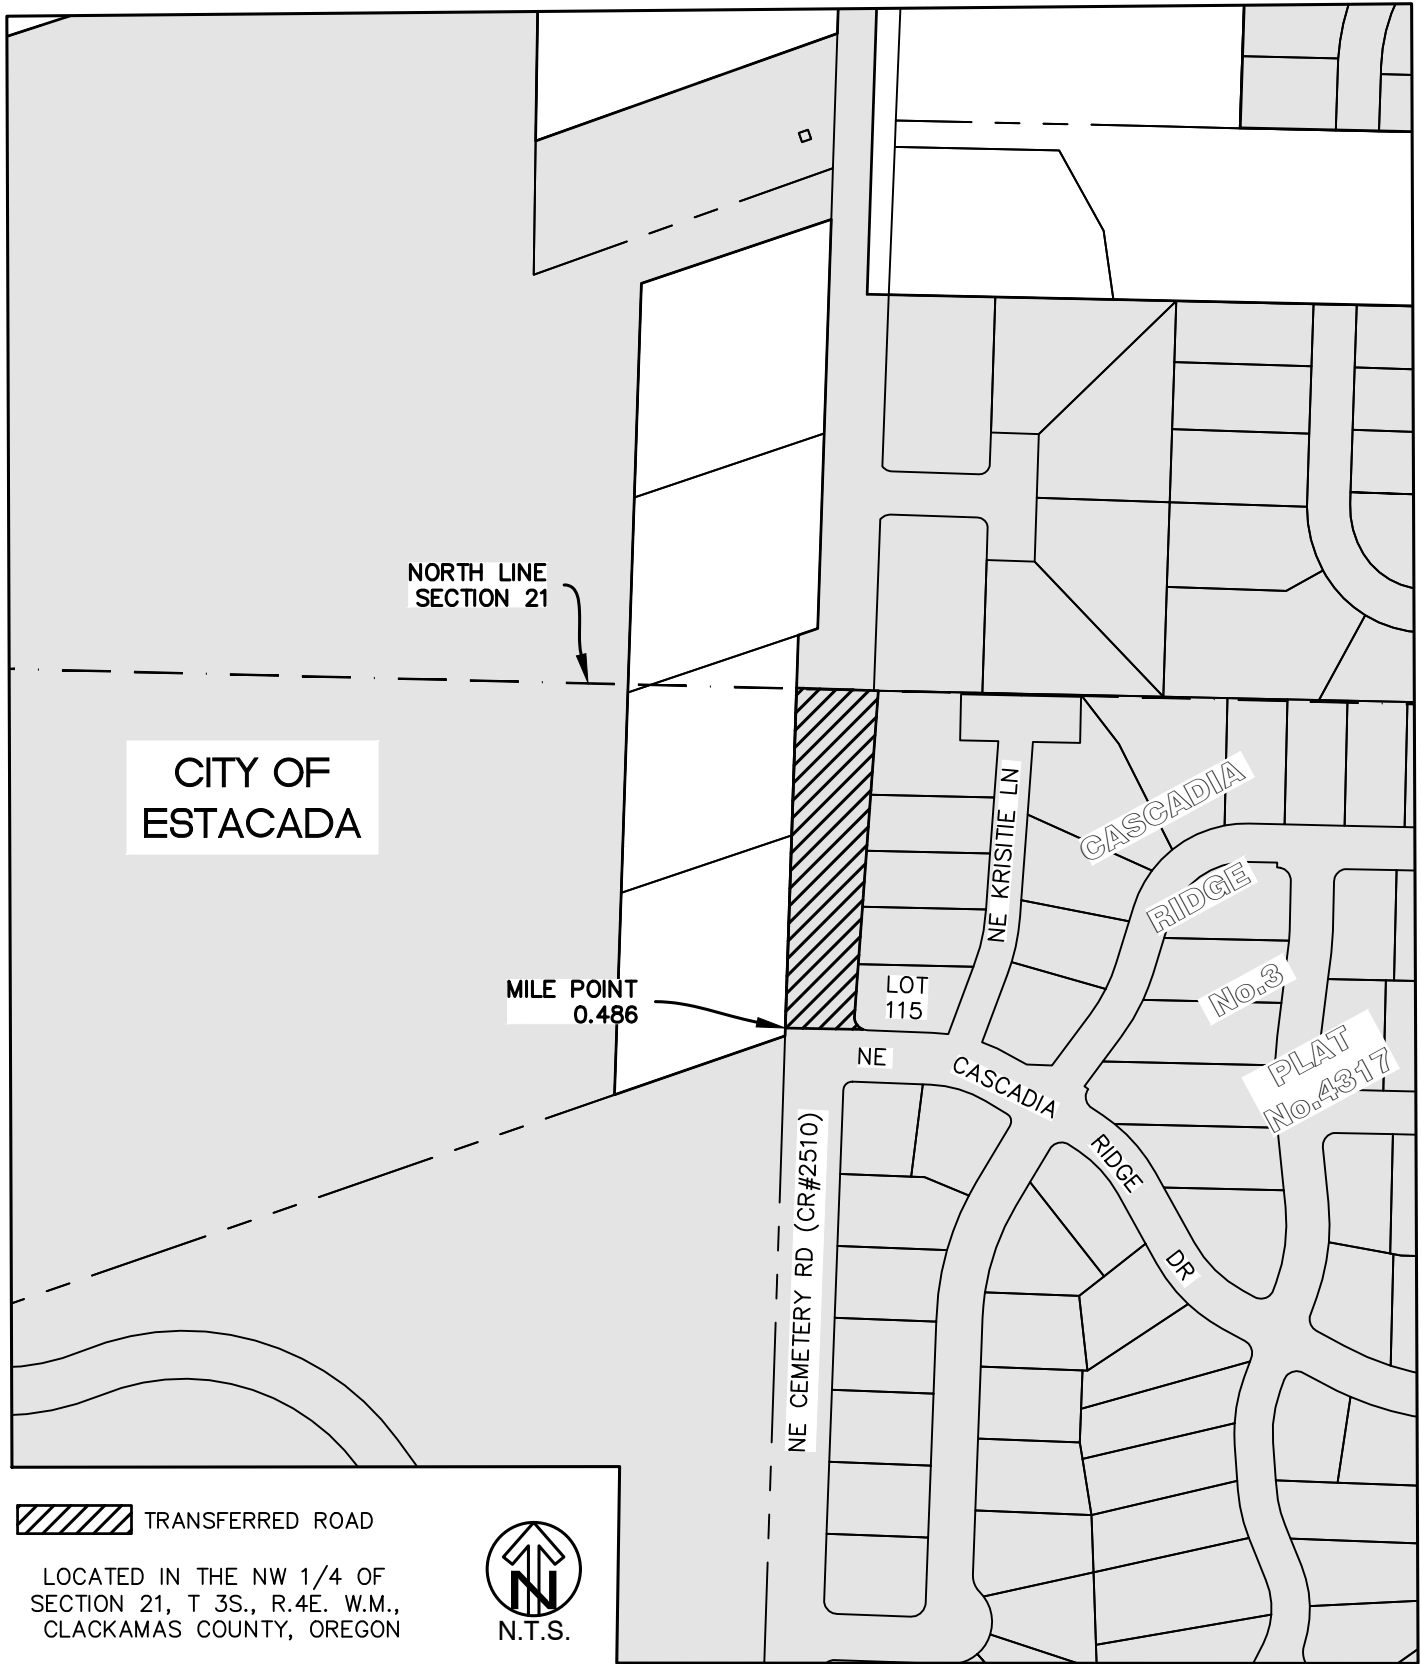 NORTH LINE
SECTION 21
CITY OF
ESTACADA
NE KRISITIE LN
CASCADIA
RIDGE
No.3
PLAT
No.4317
MILE POINT
0.486
LOT
115
NE
CASCADIA
RIDGE
DR
NE CEMETERY RD (CR#2510)
TRANSFERRED ROAD
LOCATED IN THE NW 1/4 OF
SECTION 21, T 3S., R.4E. W.M.,
CLACKAMAS COUNTY, OREGON
N
N.T.S.